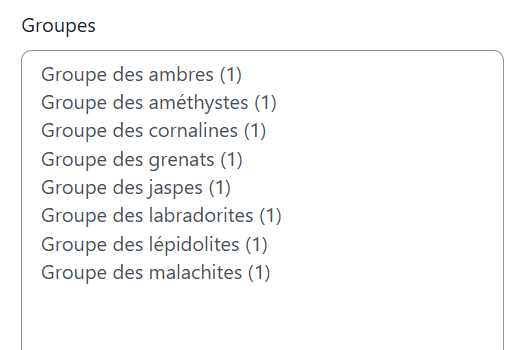 Groupes
Groupe des ambres (1)
Groupe des améthystes (1)
Groupe des cornalines (1)
Groupe des grenats (1)
Groupe des jaspes (1)
Groupe des labradorites (1)
Groupe des lépidolites (1)
Groupe des malachites (1)